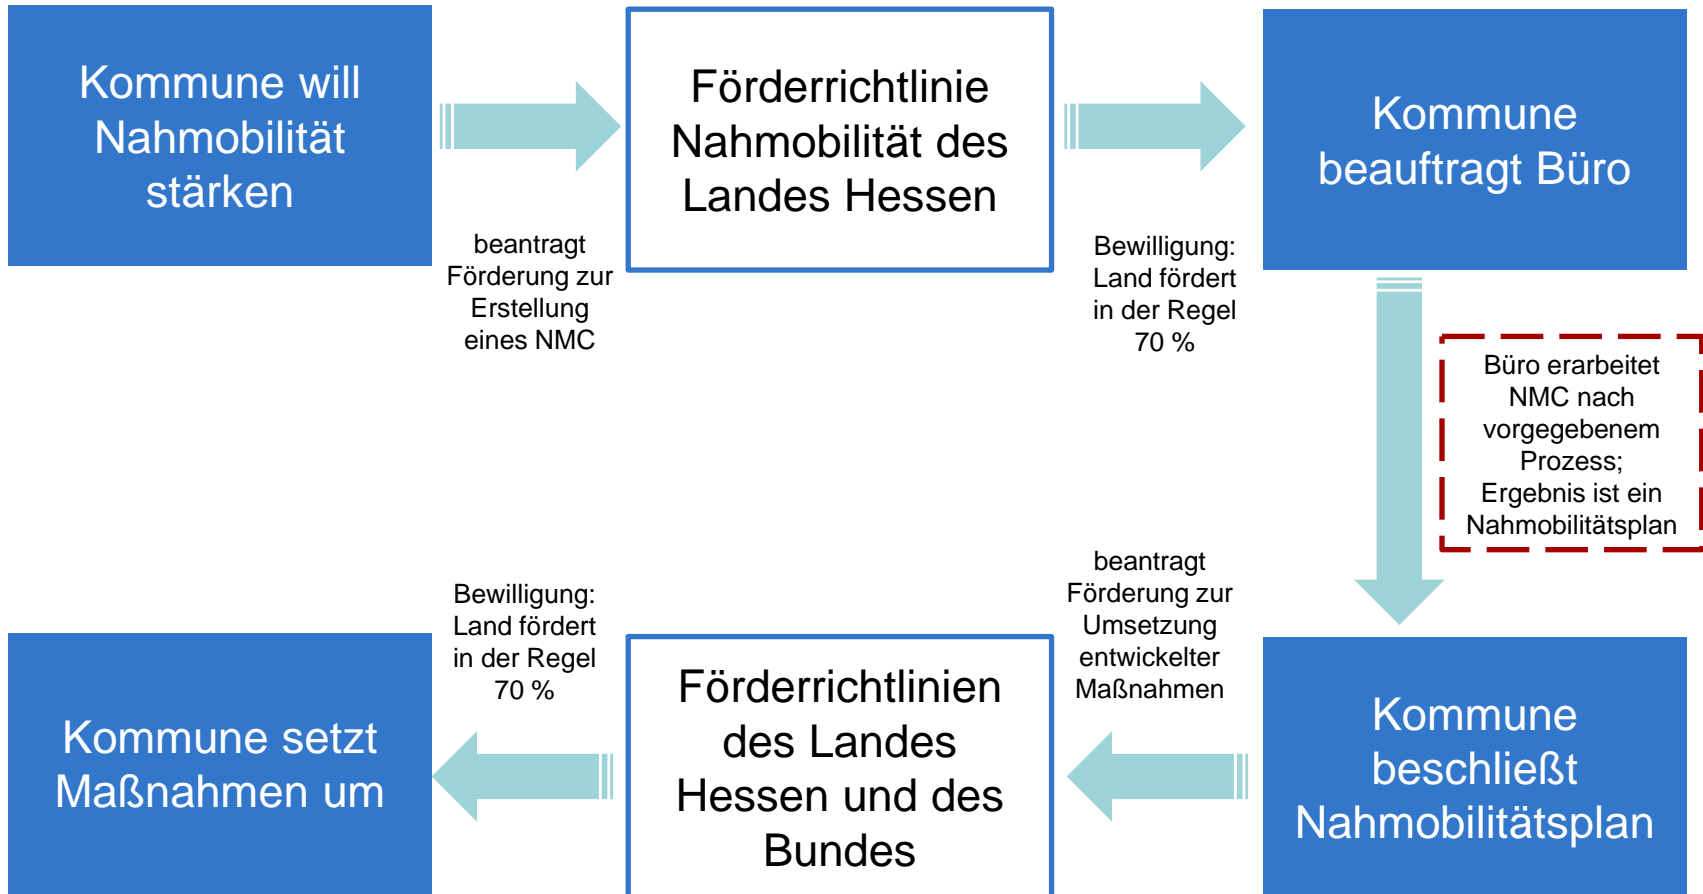 Kommune will
Nahmobilität
stärken
beantragt
Förderung zur
Erstellung
eines NMC
Förderrichtlinie
Nahmobilität des
Landes Hessen
Bewilligung:
Land fördert
in der Regel
70 %
Kommune
beauftragt Büro
Büro erarbeitet
NMC nach
vorgegebenem
Prozess;
Ergebnis ist ein
Nahmobilitätsplan
Kommune
beschließt
Nahmobilitätsplan
beantragt
Förderung zur
Umsetzung
entwickelter
Maßnahmen
Förderrichtlinien
des Landes
Hessen und des
Bundes
Bewilligung:
Land fördert
in der Regel
70 %
Kommune setzt
Maßnahmen um